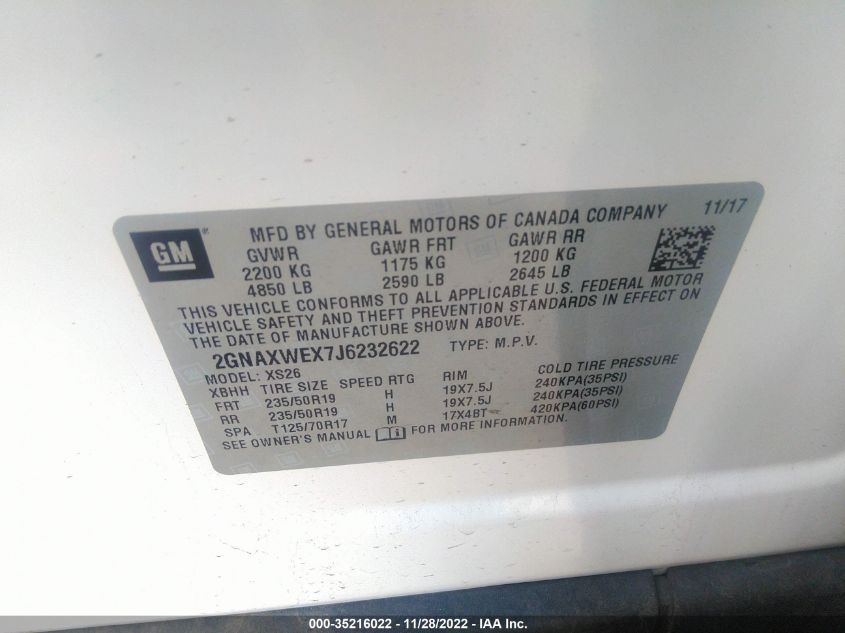 GM
MFD BY GENERAL MOTORS OF CANADA COMPANY 11/17
GVWR GAWR FRT GAWR RR
2200 KG 1175 KG 1200 KG
4850 LB 2590 LB 2645 LB
THIS VEHICLE CONFORMS TO ALL APPLICABLE U.S. FEDERAL MOTOR
VEHICLE SAFETY AND THEFT PREVENTION STANDARDS IN EFFECT ON
THE DATE OF MANUFACTURE SHOWN ABOVE.
2GNAXWEX7J6232622 TYPE: M.P.V.
MODEL: XS26
XBHH TIRE SIZE SPEED RTG RIM COLD TIRE PRESSURE
FRT 235/50R19 H 19X7.5J 240KPA(35PSI)
RR 235/50R19 H 19X7.5J 240KPA(35PSI)
SPA T125/70R17 M 17X4BT 420KPA(60PSI)
SEE OWNER'S MANUAL FOR MORE INFORMATION.
000-35216022 - 11/28/2022 - IAA Inc.